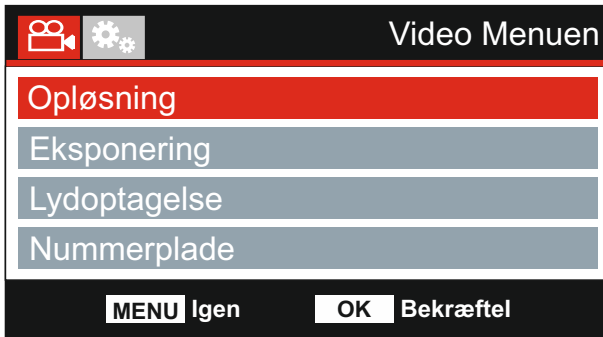 Video Menuen
Opløsning
Eksponering
Lydoptagelse
Nummerplade
MENU Igen OK Bekræftel